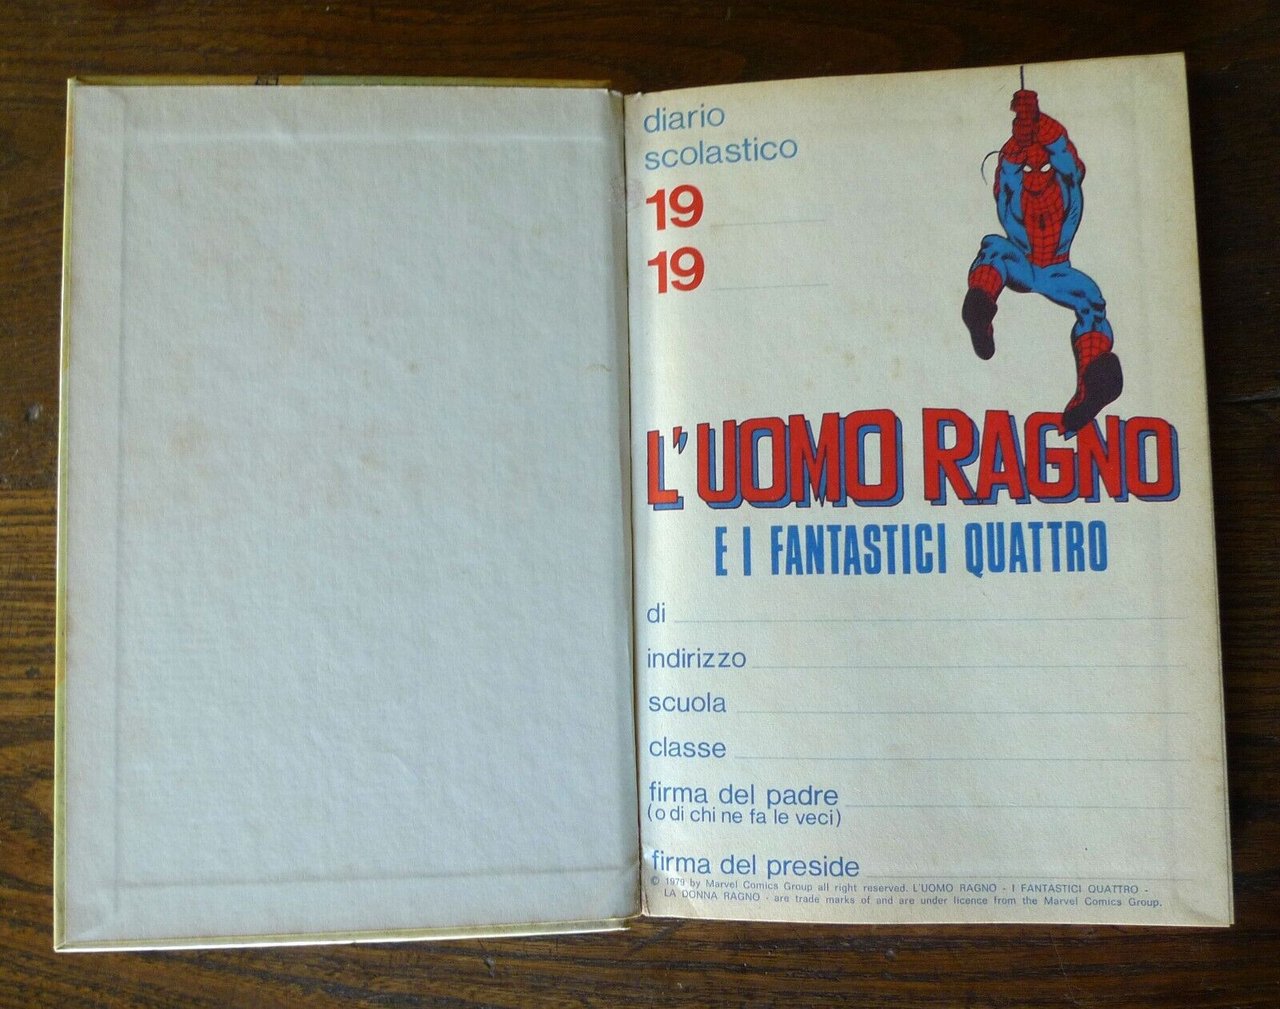 diario
scolastico
19
19
L'UOMO RAGNO
E I FANTASTICI QUATTRO
di
indirizzo
scuola
classe
firma del padre
(o di chi ne fa le veci)
firma del preside
© 1979 by Marvel Comics Group all right reserved. L'UOMO RAGNO - I FANTASTICI QUATTRO -
LA DONNA RAGNO - are trade marks of and are under licence from the Marvel Comics Group.